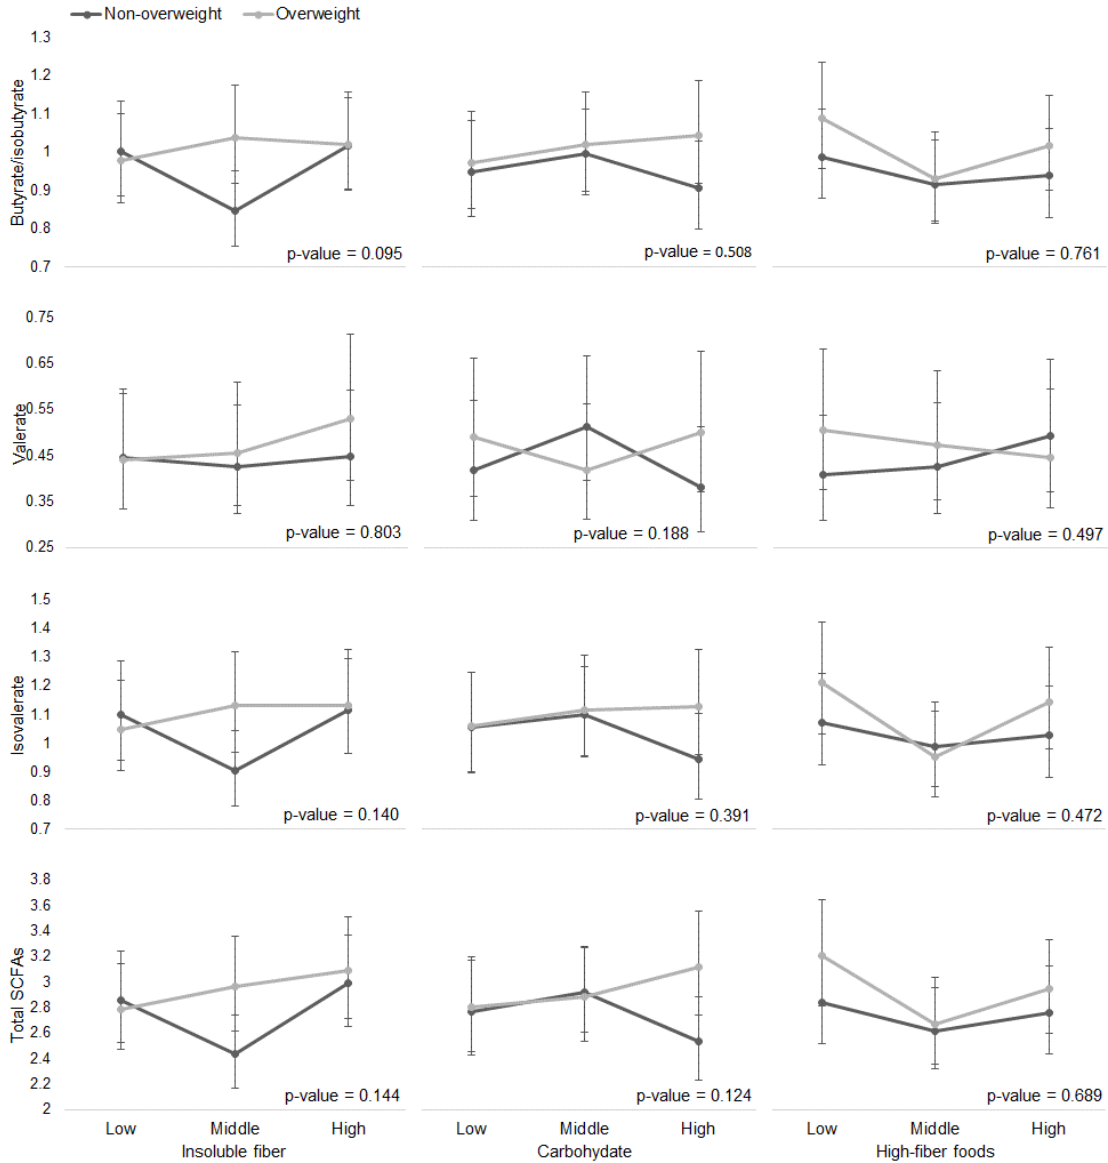 Non-overweight Overweight
Butyrate/isobutyrate
1.3
1.2
1.1
1
0.9
0.8
0.7
p-value = 0.095
p-value = 0.508
p-value = 0.761
Valerate
0.75
0.65
0.55
0.45
0.35
0.25
p-value = 0.803
p-value = 0.188
p-value = 0.497
Isovalerate
1.5
1.4
1.3
1.2
1.1
1
0.9
0.8
0.7
p-value = 0.140
p-value = 0.391
p-value = 0.472
Total SCFAs
3.8
3.6
3.4
3.2
3
2.8
2.6
2.4
2.2
2
p-value = 0.144
p-value = 0.124
p-value = 0.689
Low Middle High
Insoluble fiber
Low Middle High
Carbohydate
Low Middle High
High-fiber foods